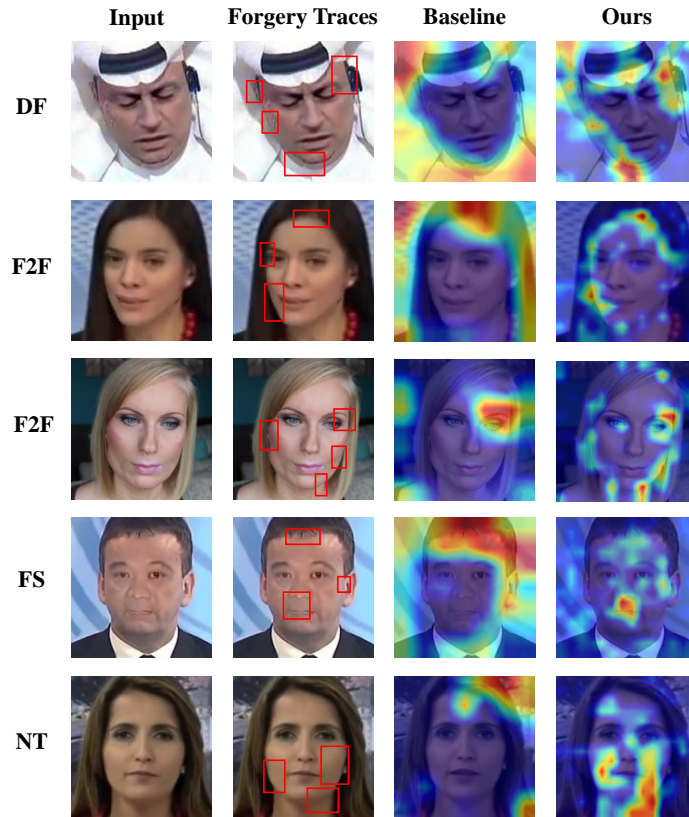 Input Forgery Traces Baseline Ours
DF
F2F
F2F
FS
NT